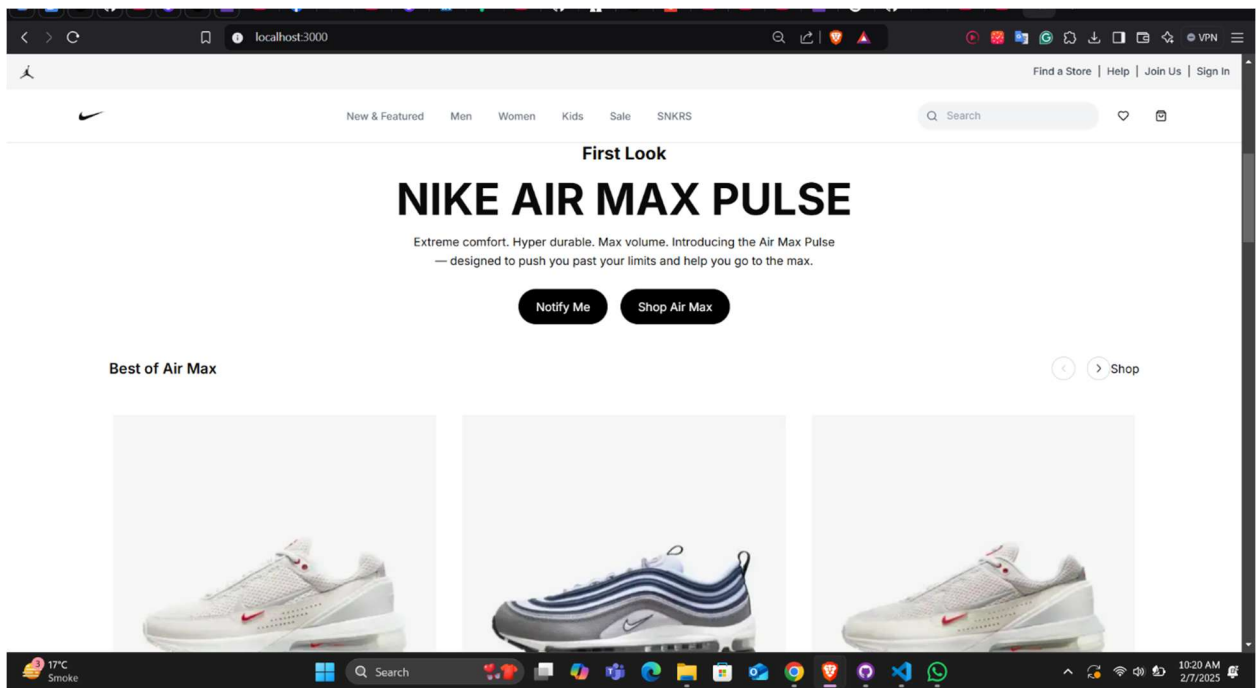 localhost:3000
VPN
Find a Store | Help | Join Us | Sign In
New & Featured Men Women Kids Sale SNKRS
Search
First Look
NIKE AIR MAX PULSE
Extreme comfort. Hyper durable. Max volume. Introducing the Air Max Pulse
— designed to push you past your limits and help you go to the max.
Notify Me Shop Air Max
Best of Air Max
Shop
3
17°C
Smoke
Search
10:20 AM
2/7/2025